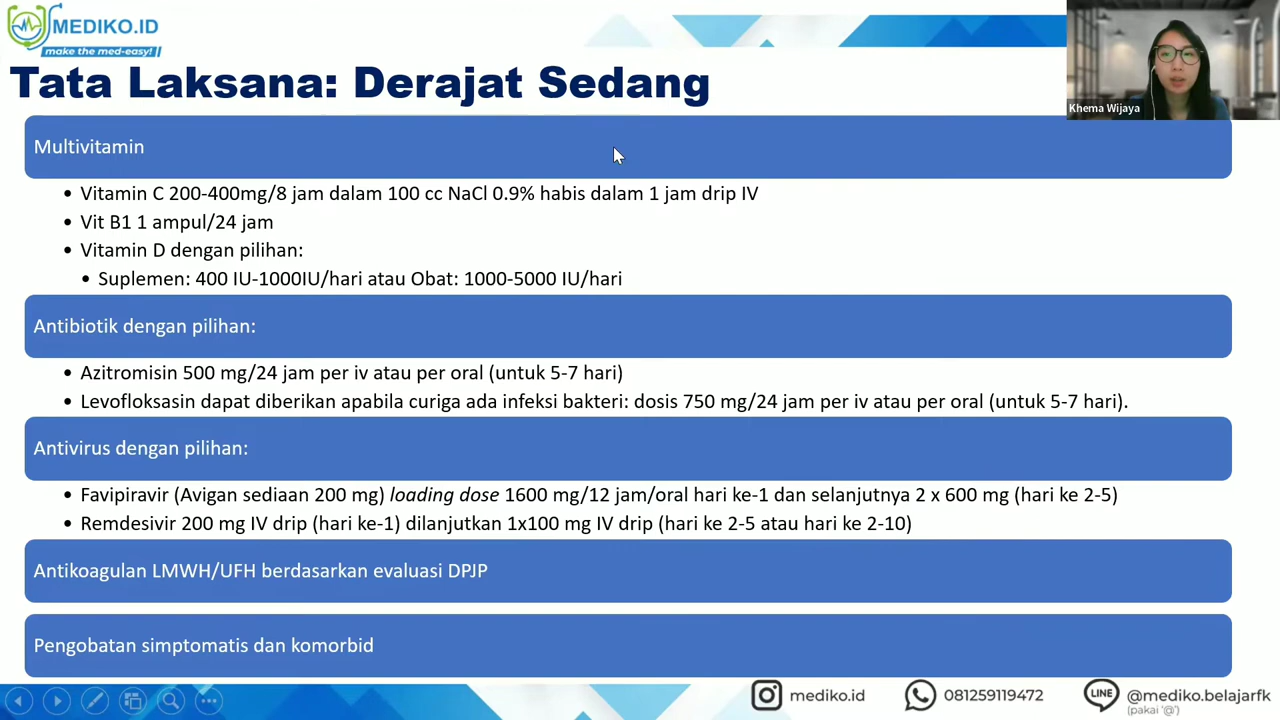 MEDIKO.ID
make the med-easy!
Tata Laksana: Derajat Sedang
Khema Wijaya
Multivitamin
• Vitamin C 200-400mg/8 jam dalam 100 cc NaCl 0.9% habis dalam 1 jam drip IV
• Vit B1 1 ampul/24 jam
• Vitamin D dengan pilihan:
• Suplemen: 400 IU-1000IU/hari atau Obat: 1000-5000 IU/hari
Antibiotik dengan pilihan:
• Azitromisin 500 mg/24 jam per iv atau per oral (untuk 5-7 hari)
• Levofloksasin dapat diberikan apabila curiga ada infeksi bakteri: dosis 750 mg/24 jam per iv atau per oral (untuk 5-7 hari).
Antivirus dengan pilihan:
• Favipiravir (Avigan sediaan 200 mg) loading dose 1600 mg/12 jam/oral hari ke-1 dan selanjutnya 2 x 600 mg (hari ke 2-5)
• Remdesivir 200 mg IV drip (hari ke-1) dilanjutkan 1x100 mg IV drip (hari ke 2-5 atau hari ke 2-10)
Antikoagulan LMWH/UFH berdasarkan evaluasi DPJP
Pengobatan simptomatis dan komorbid
mediko.id
081259119472
LINE
@mediko.belajarfk
(pakai '@')